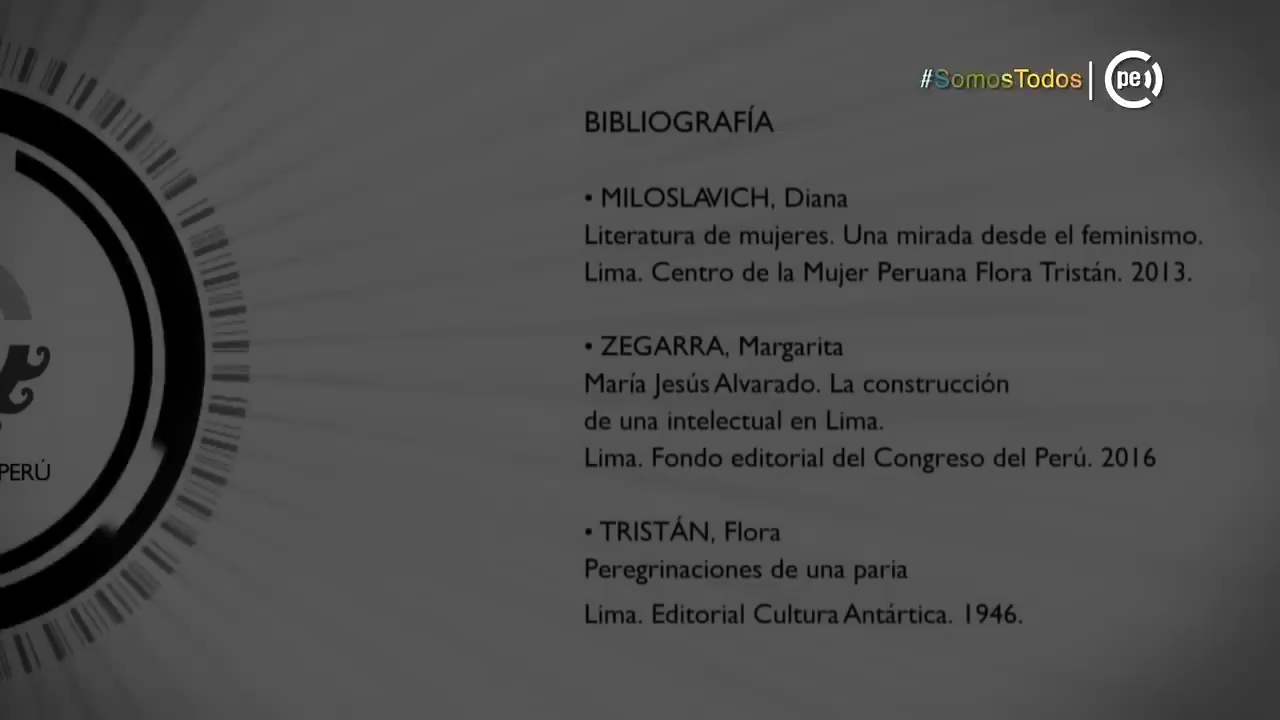 #SomosTodos
pe
BIBLIOGRAFÍA
• MILOSLAVICH, Diana
Literatura de mujeres. Una mirada desde el feminismo.
Lima. Centro de la Mujer Peruana Flora Tristán. 2013.
• ZEGARRA, Margarita
María Jesús Alvarado. La construcción
de una intelectual en Lima.
Lima. Fondo editorial del Congreso del Perú. 2016
• TRISTÁN, Flora
Peregrinaciones de una paria
Lima. Editorial Cultura Antártica. 1946.
PERÚ